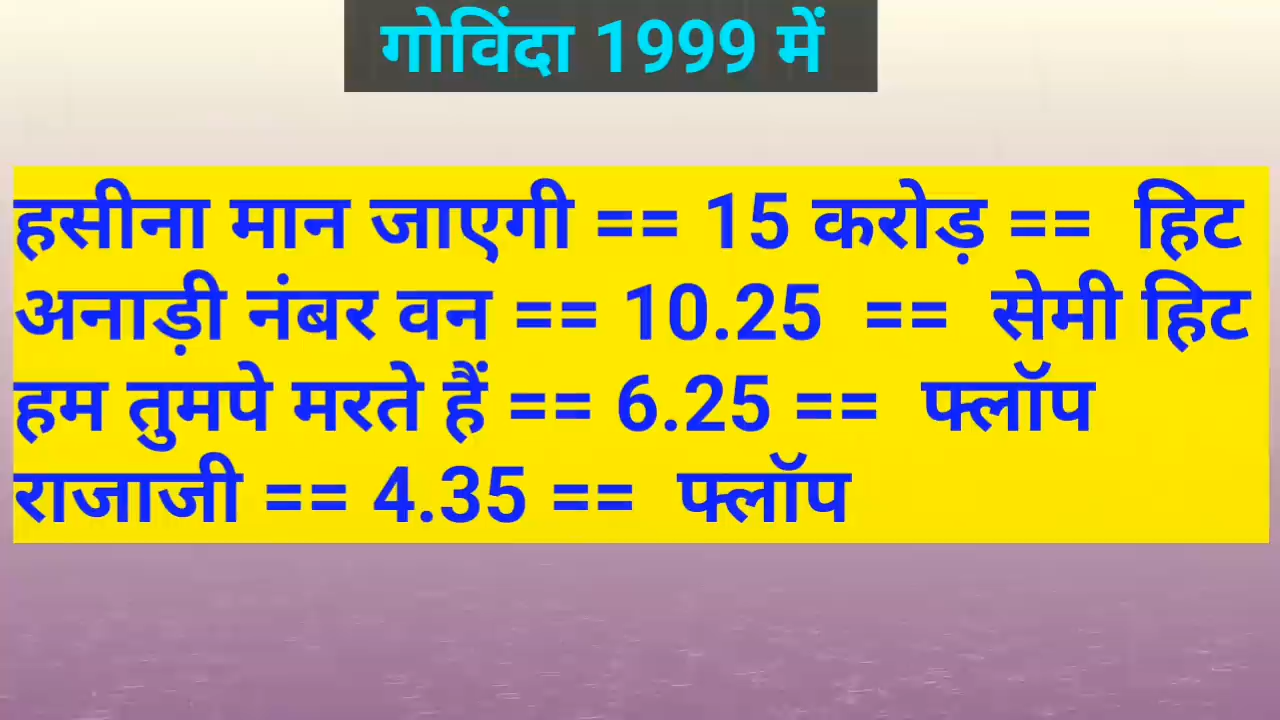 गोविंदा 1999 में
हसीना मान जाएगी == 15 करोड़ == हिट
अनाड़ी नंबर वन == 10.25 == सेमी हिट
हम तुमपे मरते हैं == 6.25 == फ्लॉप
राजाजी == 4.35 == फ्लॉप